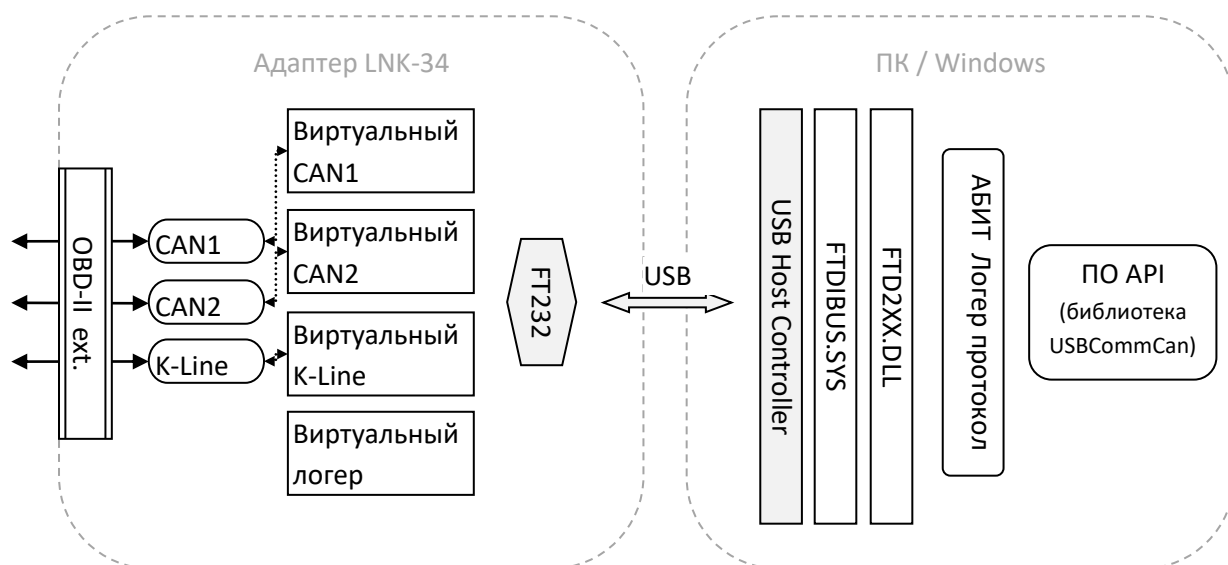 Адаптер LNK-34
ПК / Windows
OBD-II ext.
CAN1
CAN2
K-Line
Виртуальный
CAN1
Виртуальный
CAN2
Виртуальный
K-Line
Виртуальный
логер
FT232
USB
USB Host Controller
FTDIBUS.SYS
FTD2XX.DLL
АБИТ Логер протокол
ПО API
(библиотека
USBCommCan)